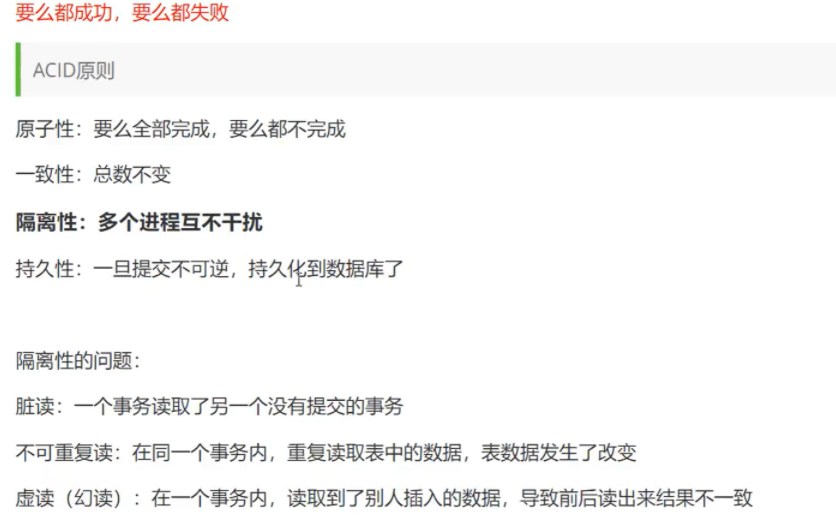 要么都成功，要么都失败
ACID原则
原子性：要么全部完成，要么都不完成
一致性：总数不变
隔离性：多个进程互不干扰
持久性：一旦提交不可逆，持久化到数据库了
隔离性的问题：
脏读：一个事务读取了另一个没有提交的事务
不可重复读：在同一个事务内，重复读取表中的数据，表数据发生了改变
虚读（幻读）：在一个事务内，读取到了别人插入的数据，导致前后读出来结果不一致